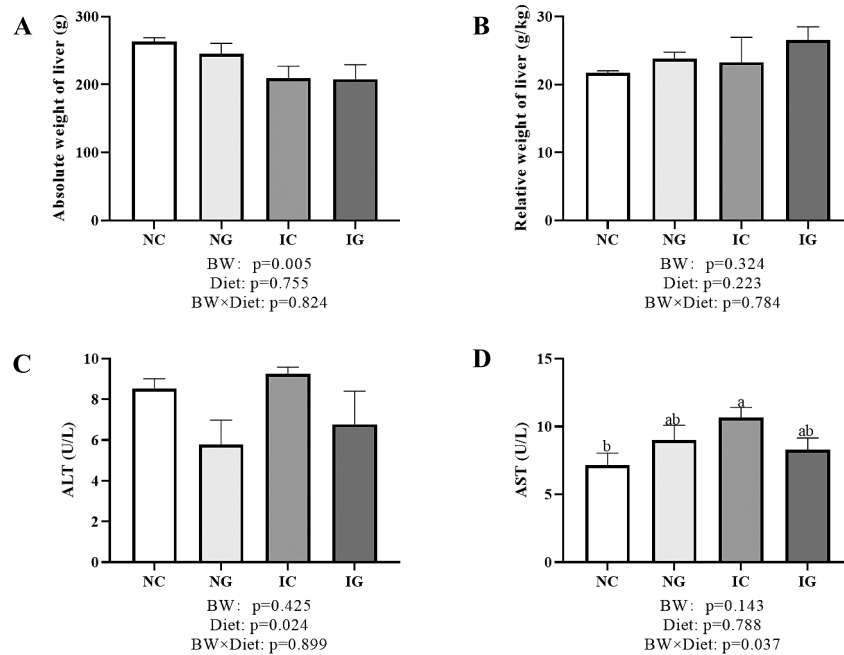 A
Absolute weight of liver (g)
300
200
100
0
NC NG IC IG
BW: p=0.005
Diet: p=0.755
BW×Diet: p=0.824
B
Relative weight of liver (g/kg)
30
20
10
0
NC NG IC IG
BW: p=0.324
Diet: p=0.223
BW×Diet: p=0.784
C
ALT (U/L)
10
8
6
4
2
0
NC NG IC IG
BW: p=0.425
Diet: p=0.024
BW×Diet: p=0.899
D
AST (U/L)
15
10
5
0
b ab a ab
NC NG IC IG
BW: p=0.143
Diet: p=0.788
BW×Diet: p=0.037